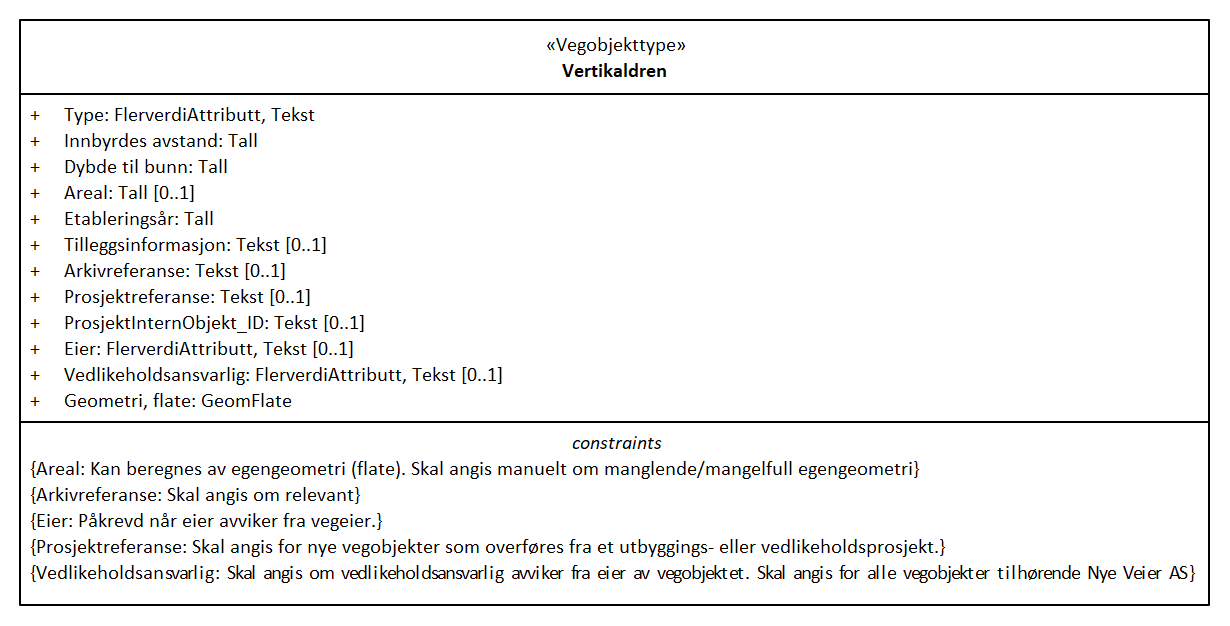 «Vegobjekttype»
Vertikaldren
+ Type: FlerverdiAttributt, Tekst
+ Innbyrdes avstand: Tall
+ Dybde til bunn: Tall
+ Areal: Tall [0..1]
+ Etableringsår: Tall
+ Tilleggsinformasjon: Tekst [0..1]
+ Arkivreferanse: Tekst [0..1]
+ Prosjektreferanse: Tekst [0..1]
+ ProsjektInternObjekt_ID: Tekst [0..1]
+ Eier: FlerverdiAttributt, Tekst [0..1]
+ Vedlikeholdsansvarlig: FlerverdiAttributt, Tekst [0..1]
+ Geometri, flate: GeomFlate
constraints
{Areal: Kan beregnes av egengeometri (flate). Skal angis manuelt om manglende/mangelfull egengeometri}
{Arkivreferanse: Skal angis om relevant}
{Eier: Påkrevd når eier avviker fra vegeier.}
{Prosjektreferanse: Skal angis for nye vegobjekter som overføres fra et utbyggings- eller vedlikeholdsprosjekt.}
{Vedlikeholdsansvarlig: Skal angis om vedlikeholdsansvarlig avviker fra eier av vegobjektet. Skal angis for alle vegobjekter tilhørende Nye Veier AS}